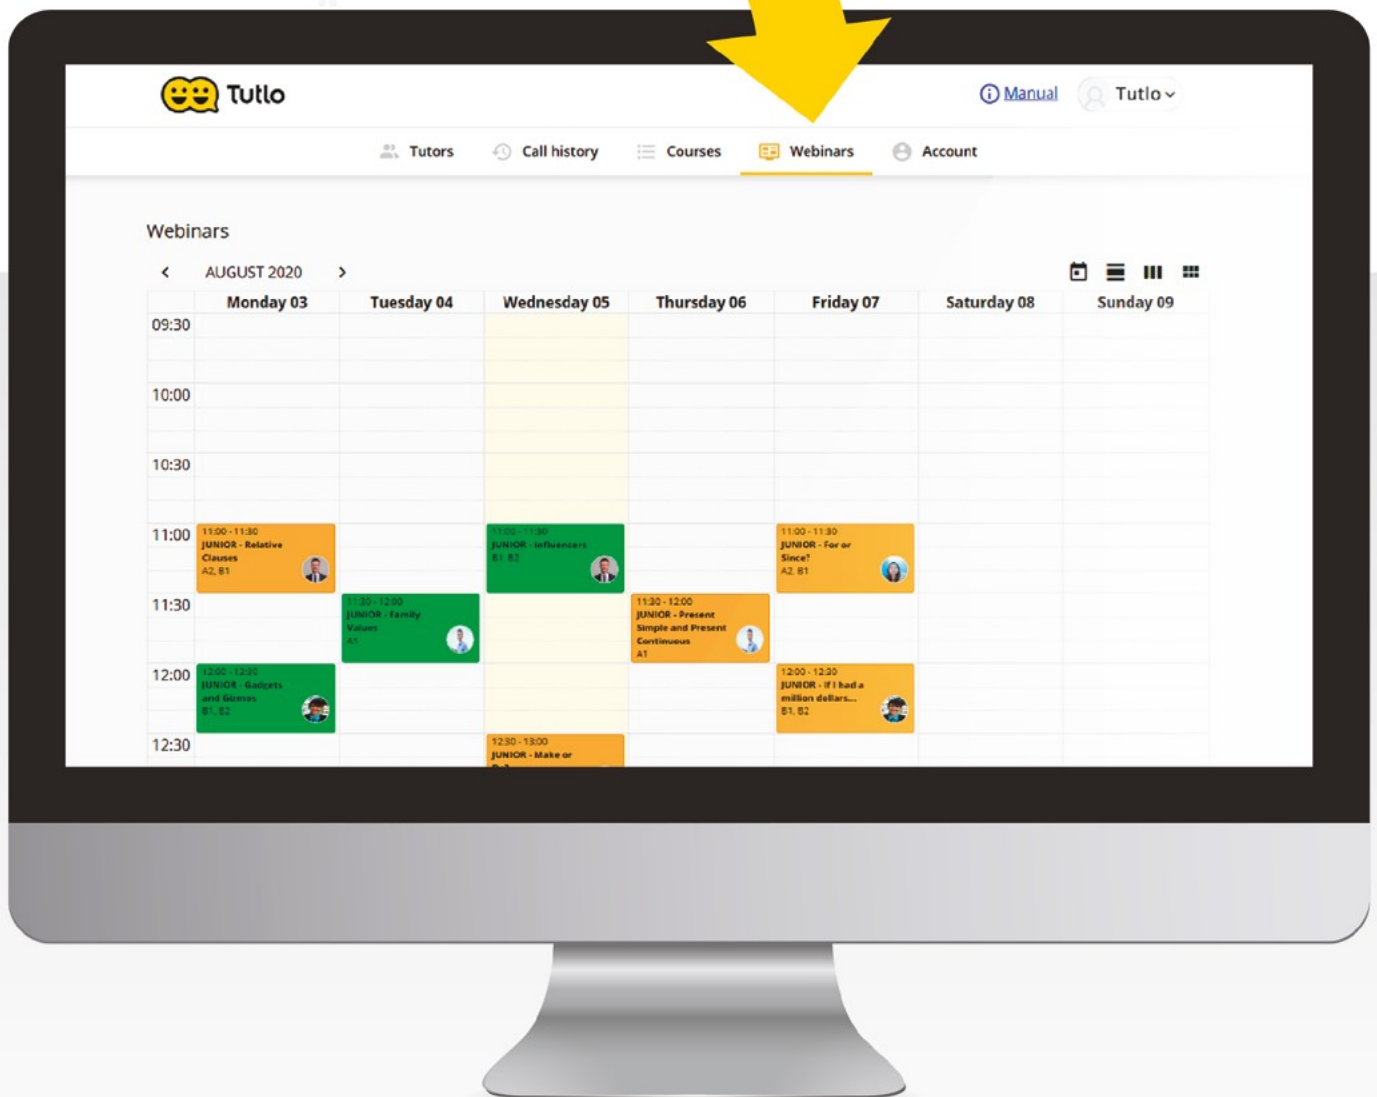 Tutlo
Manual
Tutlo
Tutors
Call history
Courses
Webinars
Account
Webinars
AUGUST 2020
Monday 03
Tuesday 04
Wednesday 05
Thursday 06
Friday 07
Saturday 08
Sunday 09
09:30
10:00
10:30
11:00
11:00 - 11:30
JUNIOR - Relative
Clauses
A2, B1
11:00 - 11:30
JUNIOR - Influencers
B1, B2
11:00 - 11:30
JUNIOR - For or
Since?
A2, B1
11:30
11:30 - 12:00
JUNIOR - Family
Values
A1
11:30 - 12:00
JUNIOR - Present
Simple and Present
Continuous
A1
12:00
12:00 - 12:30
JUNIOR - Gadgets
and Gizmos
B1, B2
12:00 - 12:30
JUNIOR - If I had a
million dollars...
B1, B2
12:30
12:30 - 13:00
JUNIOR - Make or